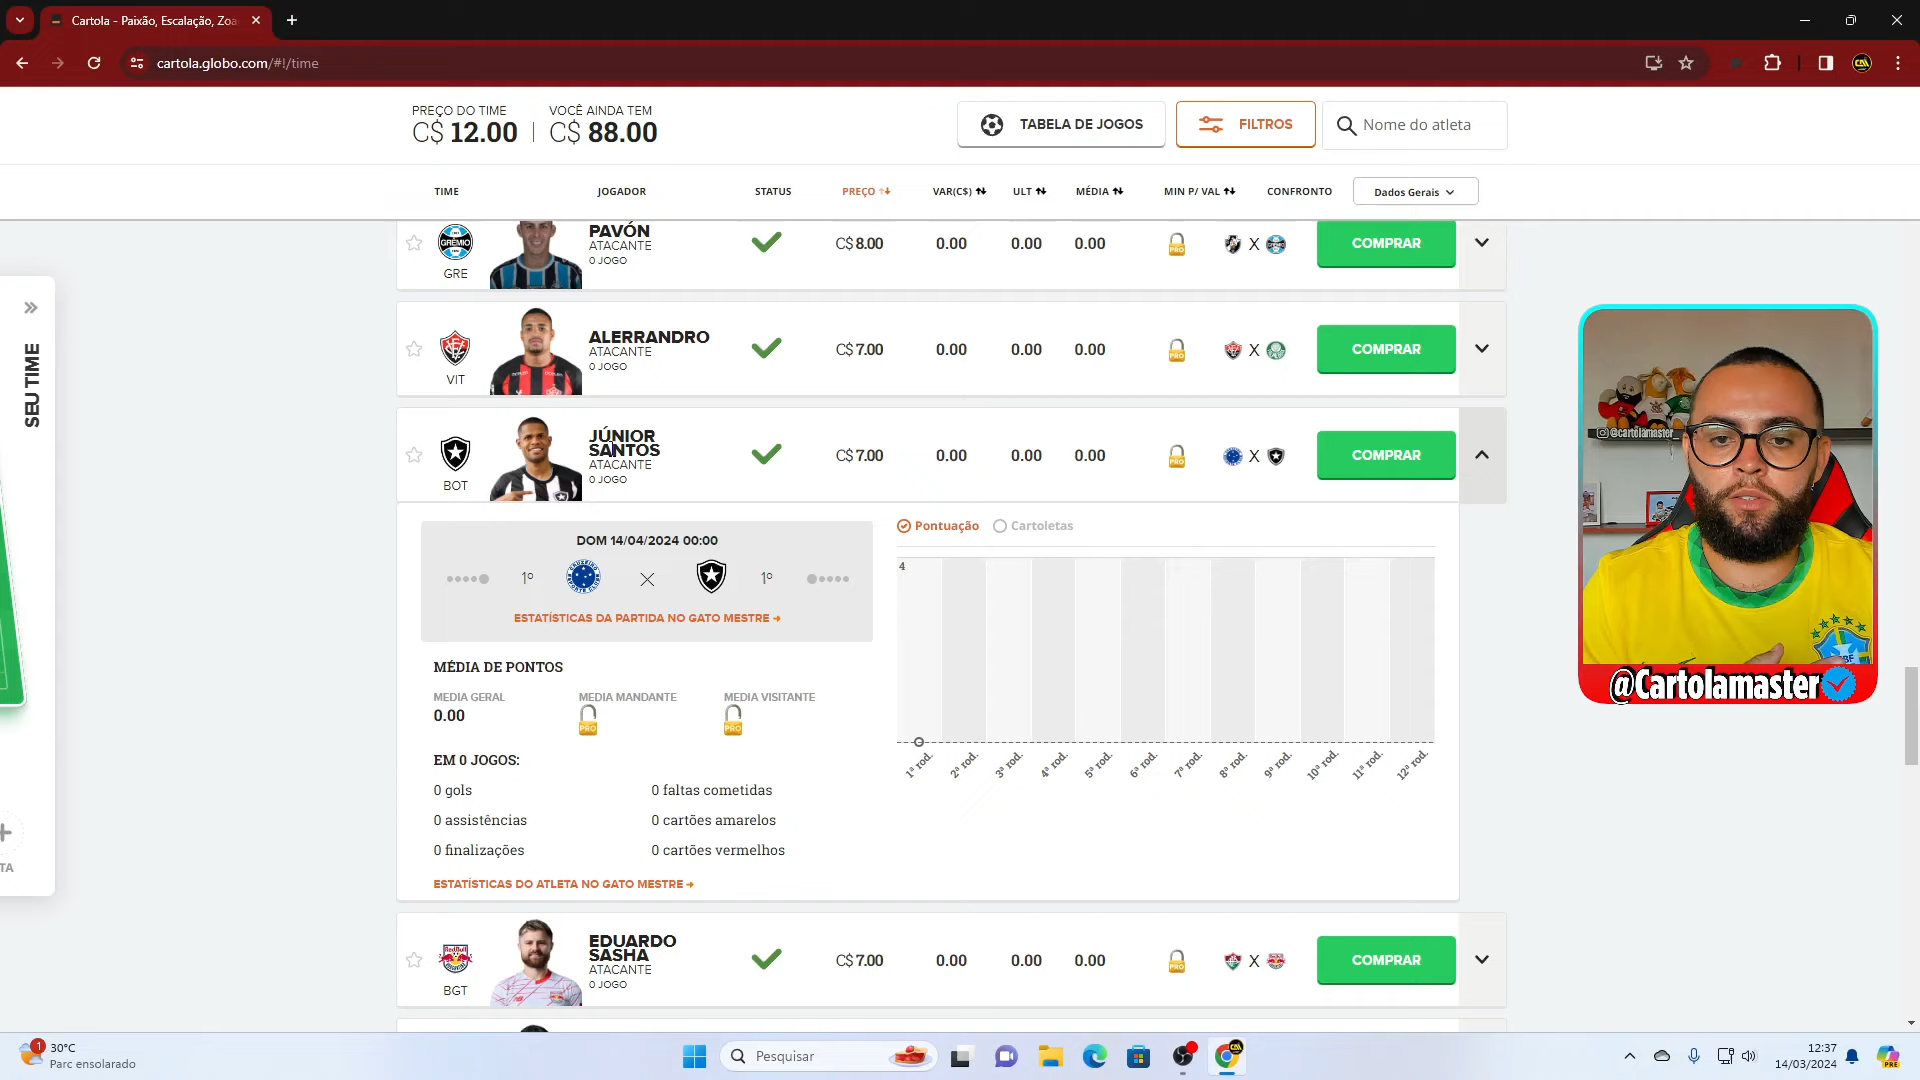 Cartola - Paixão, Escalação, Zoa
cartola.globo.com/#!/time
PREÇO DO TIME
C$ 12.00
VOCÊ AINDA TEM
C$ 88.00
TABELA DE JOGOS
FILTROS
Nome do atleta
TIME JOGADOR STATUS PREÇO VAR(C$) ULT MÉDIA MIN P/ VAL CONFRONTO Dados Gerais
GRE
PAVÓN
ATACANTE
0 JOGO
C$ 8.00 0.00 0.00 0.00 PRO X COMPRAR
VIT
ALERRANDRO
ATACANTE
0 JOGO
C$ 7.00 0.00 0.00 0.00 PRO X COMPRAR
BOT
JÚNIOR
SANTOS
ATACANTE
0 JOGO
C$ 7.00 0.00 0.00 0.00 PRO X COMPRAR
DOM 14/04/2024 00:00
1º 1º
ESTATÍSTICAS DA PARTIDA NO GATO MESTRE
MÉDIA DE PONTOS
MEDIA GERAL MEDIA MANDANTE MEDIA VISITANTE
0.00 PRO PRO
EM 0 JOGOS:
0 gols 0 faltas cometidas
0 assistências 0 cartões amarelos
0 finalizações 0 cartões vermelhos
ESTATÍSTICAS DO ATLETA NO GATO MESTRE
Pontuação Cartoletas
4
1ª rod. 2ª rod. 3ª rod. 4ª rod. 5ª rod. 6ª rod. 7ª rod. 8ª rod. 9ª rod. 10ª rod. 11ª rod. 12ª rod.
BGT
EDUARDO
SASHA
ATACANTE
0 JOGO
C$ 7.00 0.00 0.00 0.00 PRO X COMPRAR
SEU TIME
TA
@cartolamaster_
@Cartolamaster
1
30°C
Parc ensolarado
Pesquisar
12:37
14/03/2024